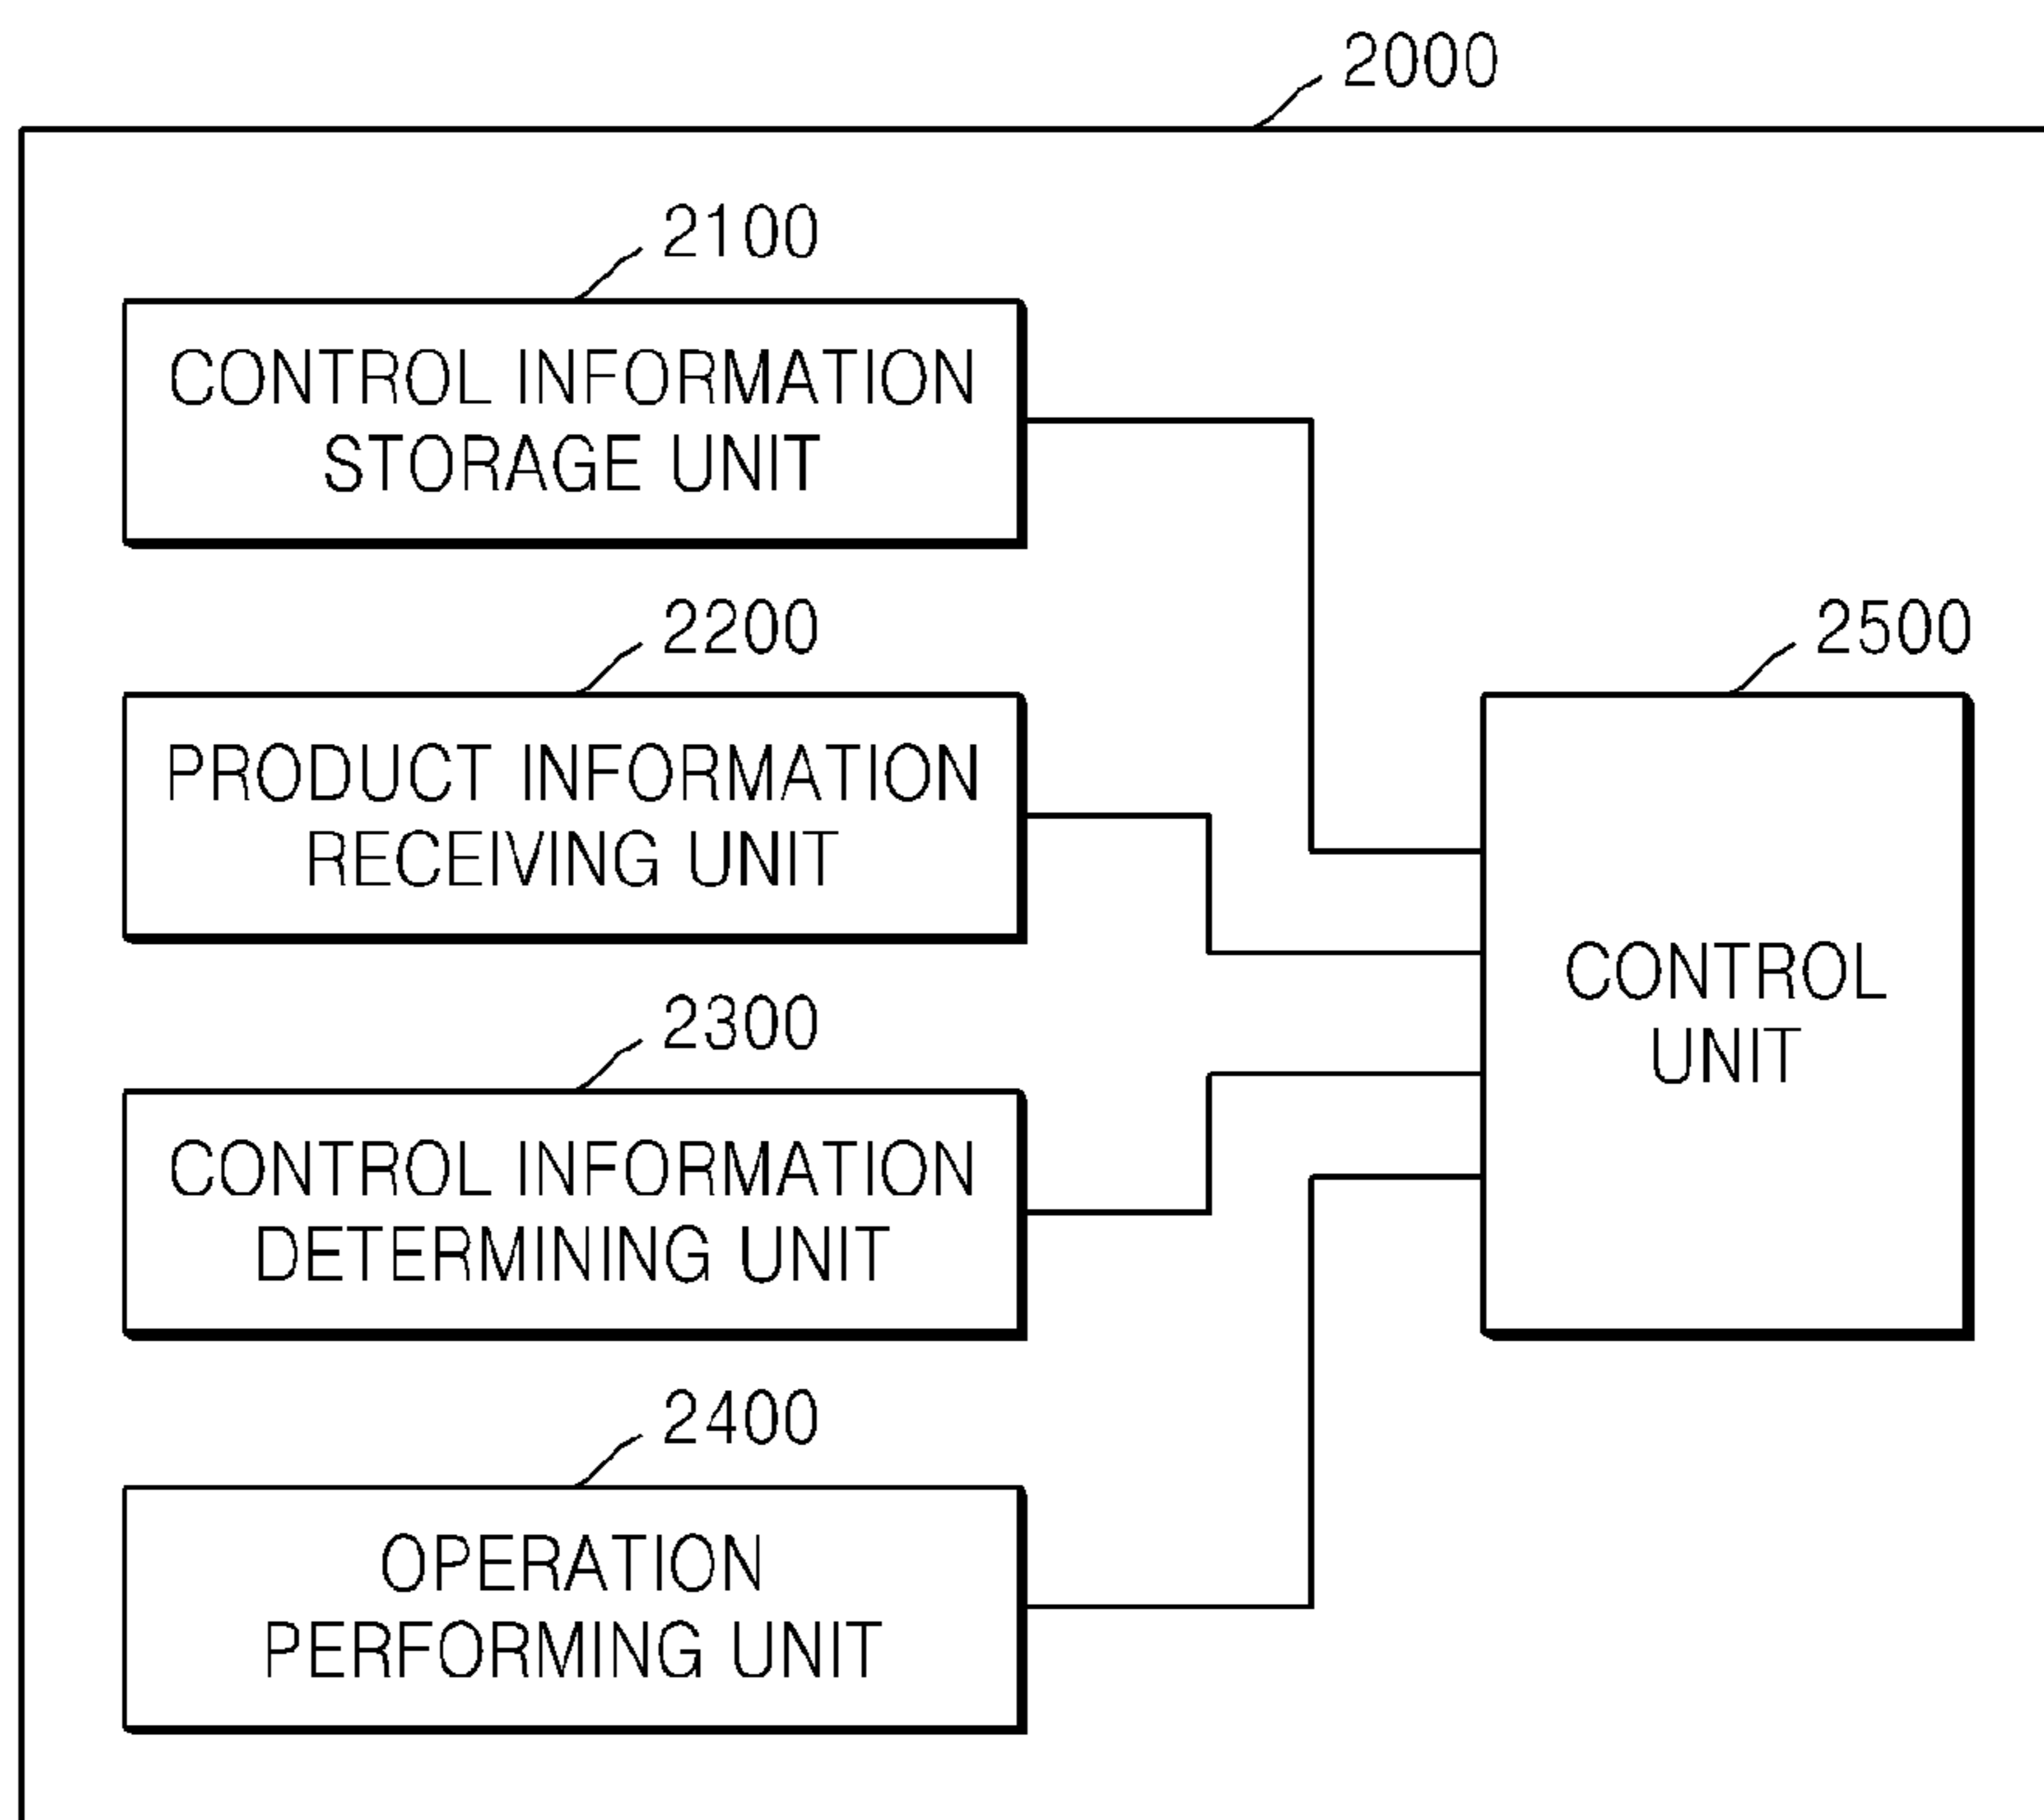 2000
2100
CONTROL INFORMATION
STORAGE UNIT
2200
PRODUCT INFORMATION
RECEIVING UNIT
2500
CONTROL
UNIT
2300
CONTROL INFORMATION
DETERMINING UNIT
2400
OPERATION
PERFORMING UNIT